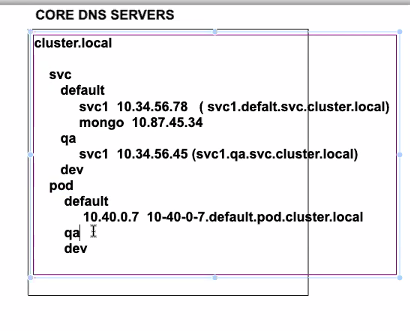 CORE DNS SERVERS
cluster.local
svc
default
svc1 10.34.56.78 ( svc1.defalt.svc.cluster.local)
mongo 10.87.45.34
qa
svc1 10.34.56.45 (svc1.qa.svc.cluster.local)
dev
pod
default
10.40.0.7 10-40-0-7.default.pod.cluster.local
qa
dev